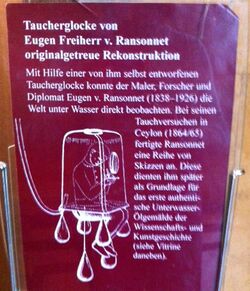 Taucherglocke von
Eugen Freiherr v. Ransonnet
originalgetreue Rekonstruktion
Mit Hilfe einer von ihm selbst entworfenen
Taucherglocke konnte der Maler, Forscher und
Diplomat Eugen v. Ransonnet (1838–1926) die
Welt unter Wasser direkt beobachten. Bei seinen
Tauchversuchen in
Ceylon (1864/65)
fertigte Ransonnet
eine Reihe von
Skizzen an. Diese
dienten ihm später
als Grundlage für
das erste authenti-
sche Unterwasser-
Ölgemälde der
Wissenschafts- und
Kunstgeschichte
(siehe Vitrine
daneben).